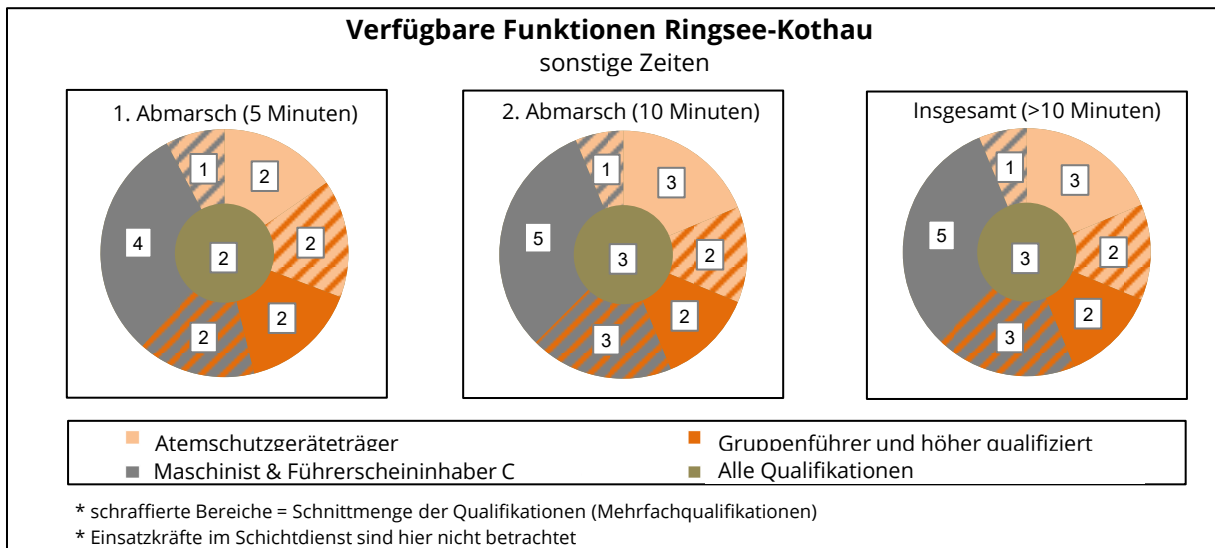 Verfügbare Funktionen Ringsee-Kothau
sonstige Zeiten
1. Abmarsch (5 Minuten)
1
2
4
2
2
2
2
2. Abmarsch (10 Minuten)
1
3
5
3
2
2
3
Insgesamt (>10 Minuten)
1
3
5
3
2
2
3
Atemschutzgeräteträger
Gruppenführer und höher qualifiziert
Maschinist & Führerscheininhaber C
Alle Qualifikationen
* schraffierte Bereiche = Schnittmenge der Qualifikationen (Mehrfachqualifikationen)
* Einsatzkräfte im Schichtdienst sind hier nicht betrachtet